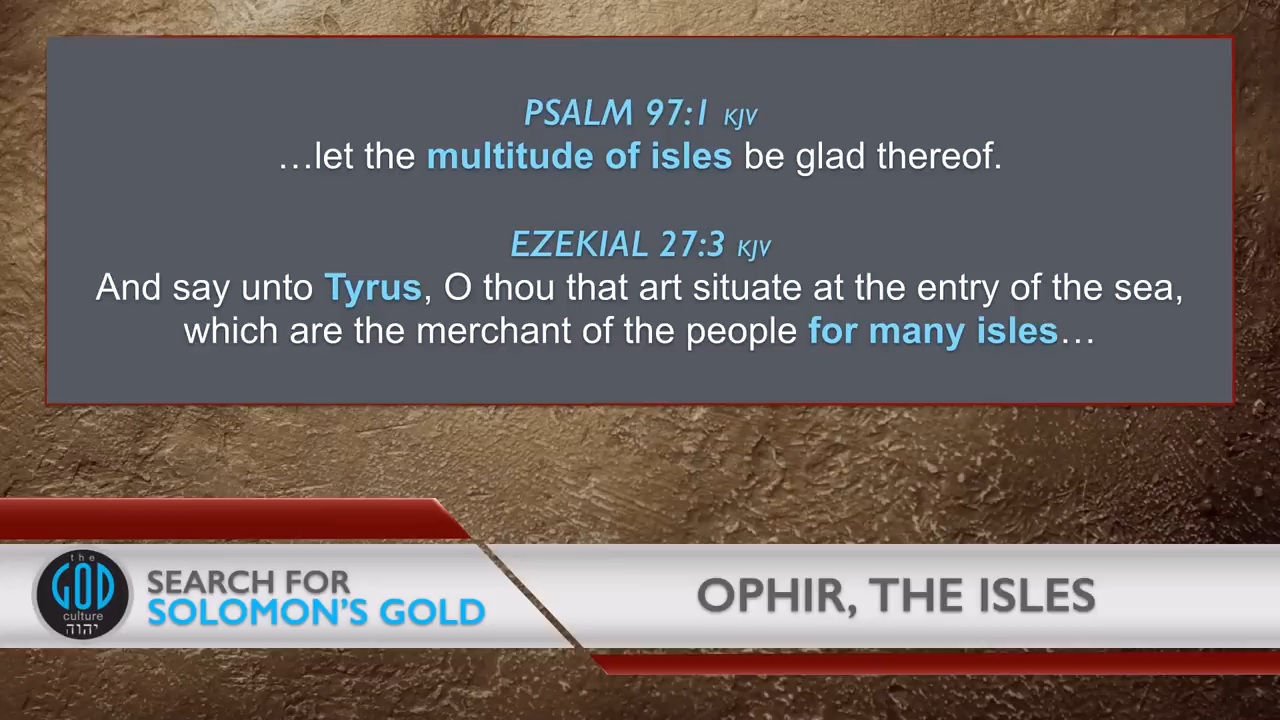 PSALM 97:1 KJV
…let the multitude of isles be glad thereof.
EZEKIAL 27:3 KJV
And say unto Tyrus, O thou that art situate at the entry of the sea,
which are the merchant of the people for many isles…
the
GOD
culture
יהוה
SEARCH FOR
SOLOMON'S GOLD
OPHIR, THE ISLES